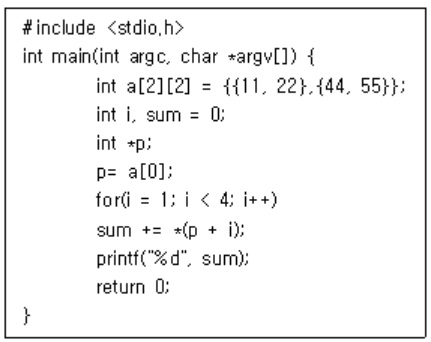 #include <stdio,h>
int main(int argc, char *argv[]) {
int a[2][2] = {{11, 22},{44, 55}};
int i, sum = 0;
int *p;
p= a[0];
for(i = 1; i < 4; i++)
sum += *(p + i);
printf("%d", sum);
return 0;
}